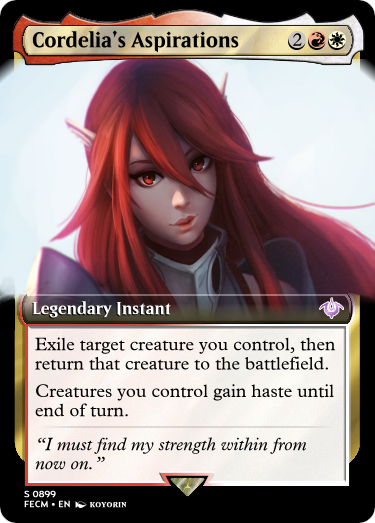 Cordelia's Aspirations 2
Legendary Instant
Exile target creature you control, then
return that creature to the battlefield.
Creatures you control gain haste until
end of turn.
“I must find my strength within from
now on.”
S 0899
FECM • EN KOYORIN